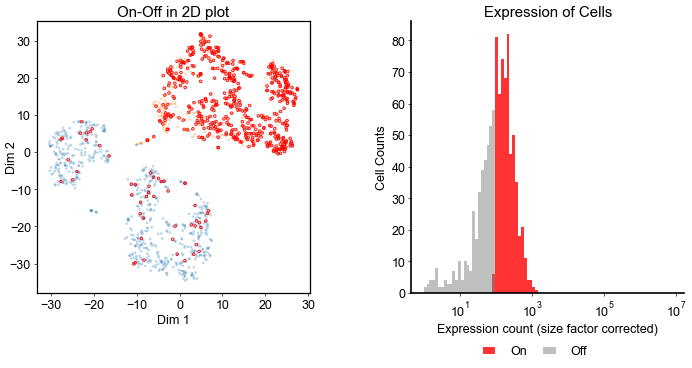 On-Off in 2D plot
30
20
10
0
−10
−20
−30
Dim 2
−30 −20 −10 0 10 20 30
Dim 1
Expression of Cells
80
70
60
50
40
30
20
10
0
Cell Counts
10^1 10^3 10^5 10^7
Expression count (size factor corrected)
On Off